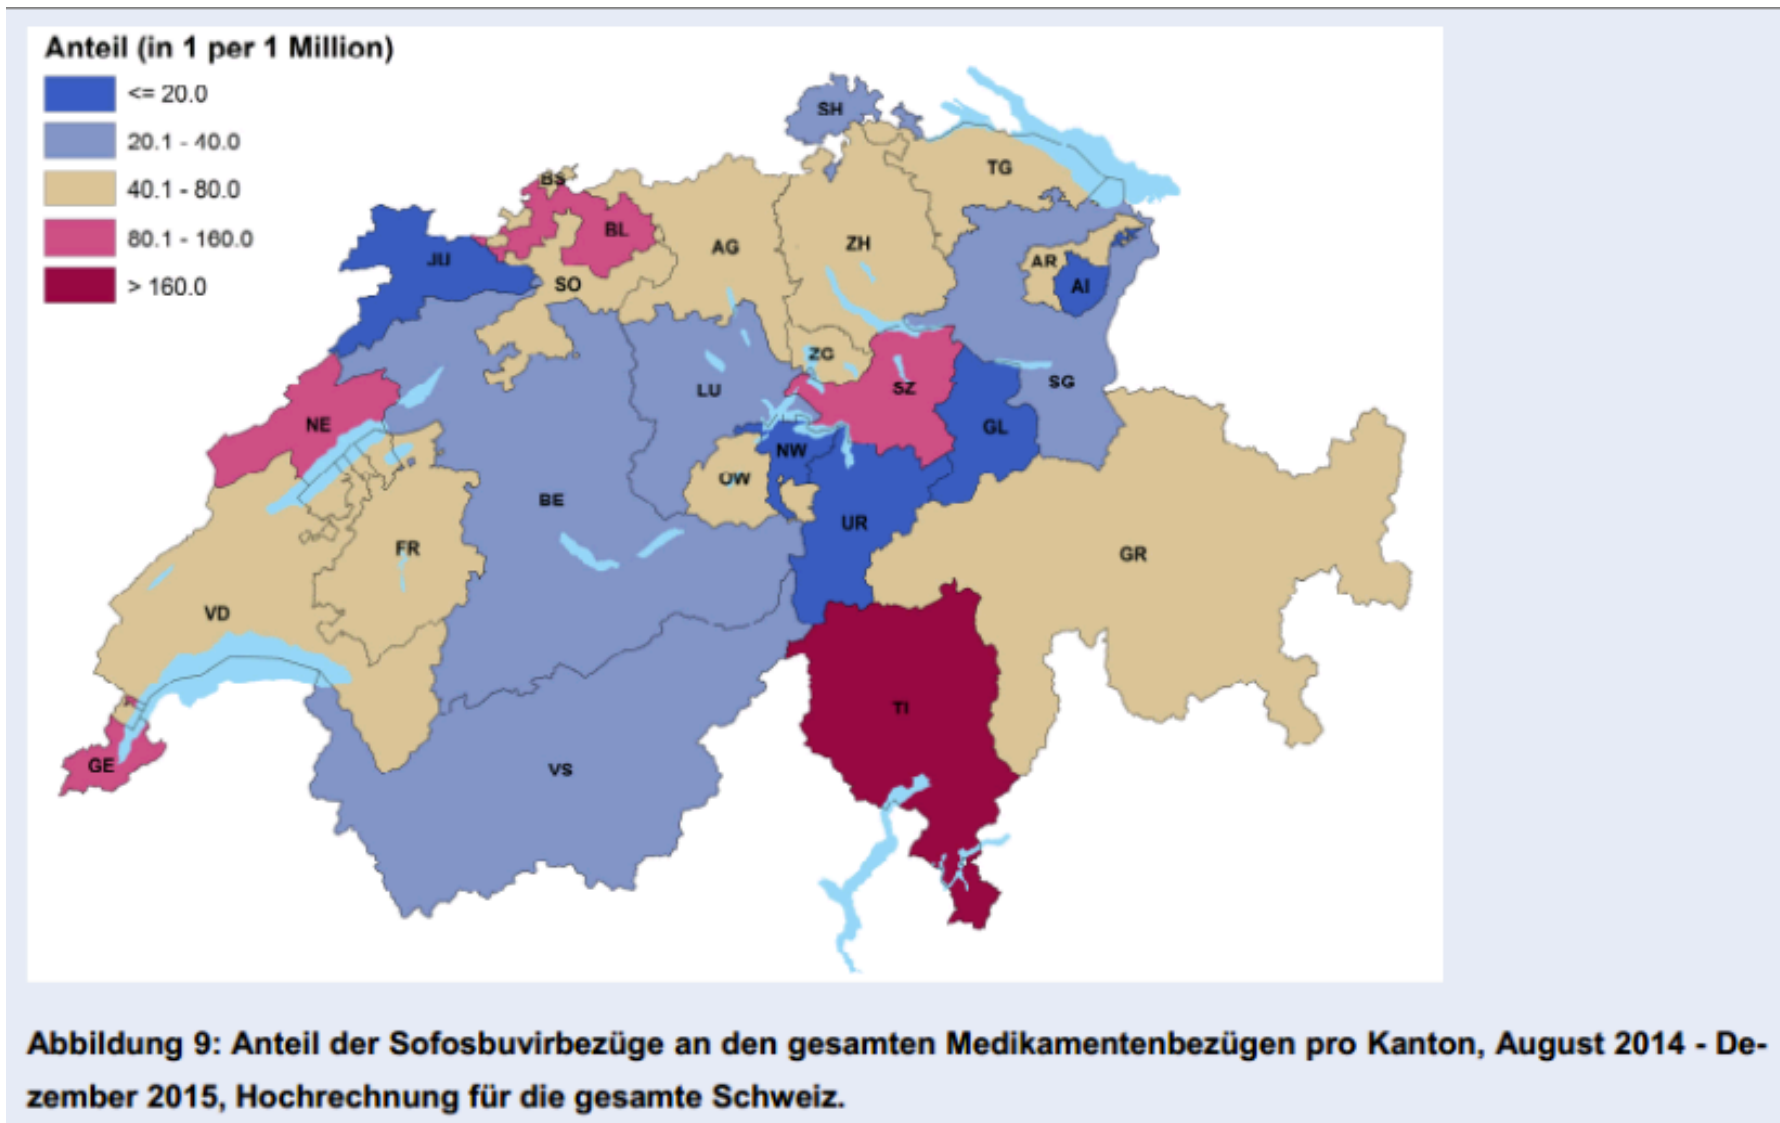 Anteil (in 1 per 1 Million)
<= 20.0
20.1 - 40.0
40.1 - 80.0
80.1 - 160.0
> 160.0
SH
TG
BS
BL
AG
ZH
JU
SO
AR
AI
ZG
LU
SZ
SG
NE
GL
NW
OW
BE
UR
FR
GR
VD
TI
GE
VS
Abbildung 9: Anteil der Sofosbuvirbezüge an den gesamten Medikamentenbezügen pro Kanton, August 2014 - De-
zember 2015, Hochrechnung für die gesamte Schweiz.